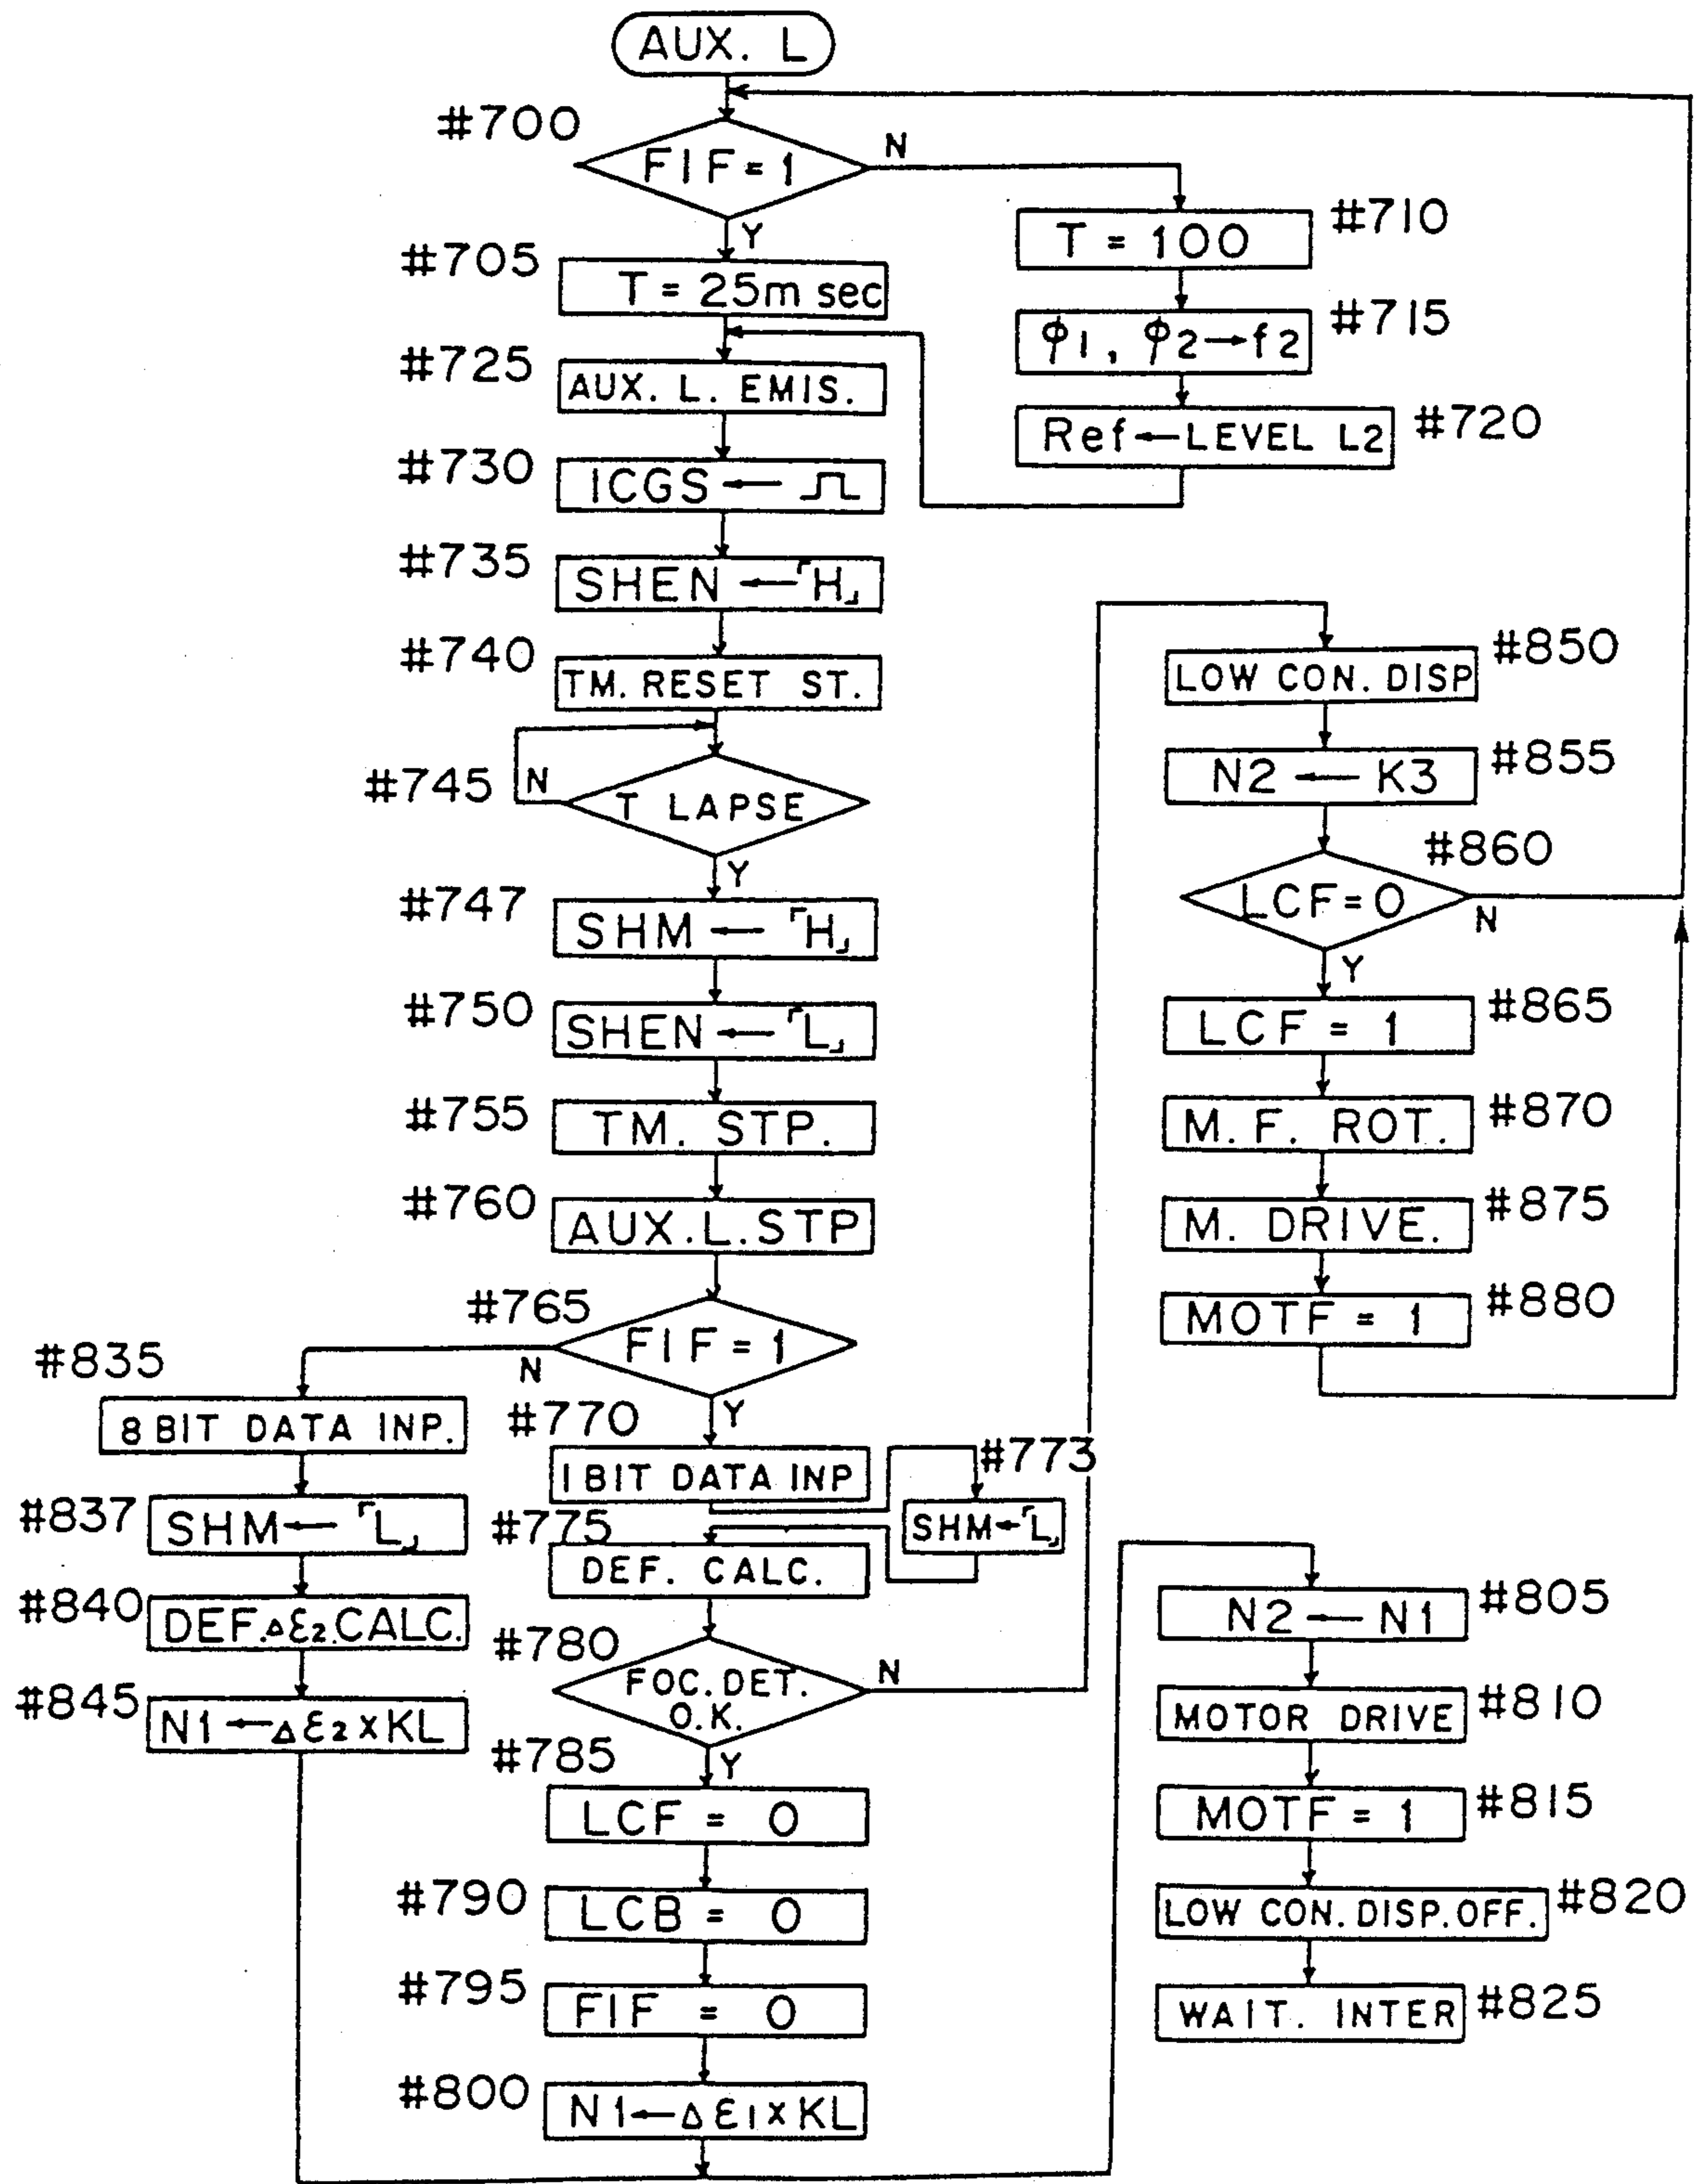 AUX. L
#700
FIF = 1
N
Y
#705
T = 25m sec
#710
T = 100
#715
φ1, φ2→f2
#720
Ref←LEVEL L2
#725
AUX. L. EMIS.
#730
ICGS ← ⎍
#735
SHEN ←「H」
#740
TM. RESET ST.
#745
N
T LAPSE
Y
#747
SHM ← 「H」
#750
SHEN ← 「L」
#755
TM. STP.
#760
AUX.L.STP
#765
FIF = 1
N
Y
#835
8 BIT DATA INP.
#837
SHM← 「L」
#840
DEF.Δε2.CALC.
#845
N1←Δε2×KL
#770
1 BIT DATA INP
#773
SHM←「L」
#775
DEF. CALC.
#780
FOC. DET.
O.K.
N
Y
#785
LCF = 0
#790
LCB = 0
#795
FIF = 0
#800
N1←Δε1×KL
#850
LOW CON. DISP
#855
N2 ← K3
#860
LCF=0
N
Y
#865
LCF = 1
#870
M. F. ROT.
#875
M. DRIVE.
#880
MOTF = 1
#805
N2 ← N1
#810
MOTOR DRIVE
#815
MOTF = 1
#820
LOW CON. DISP. OFF.
#825
WAIT. INTER